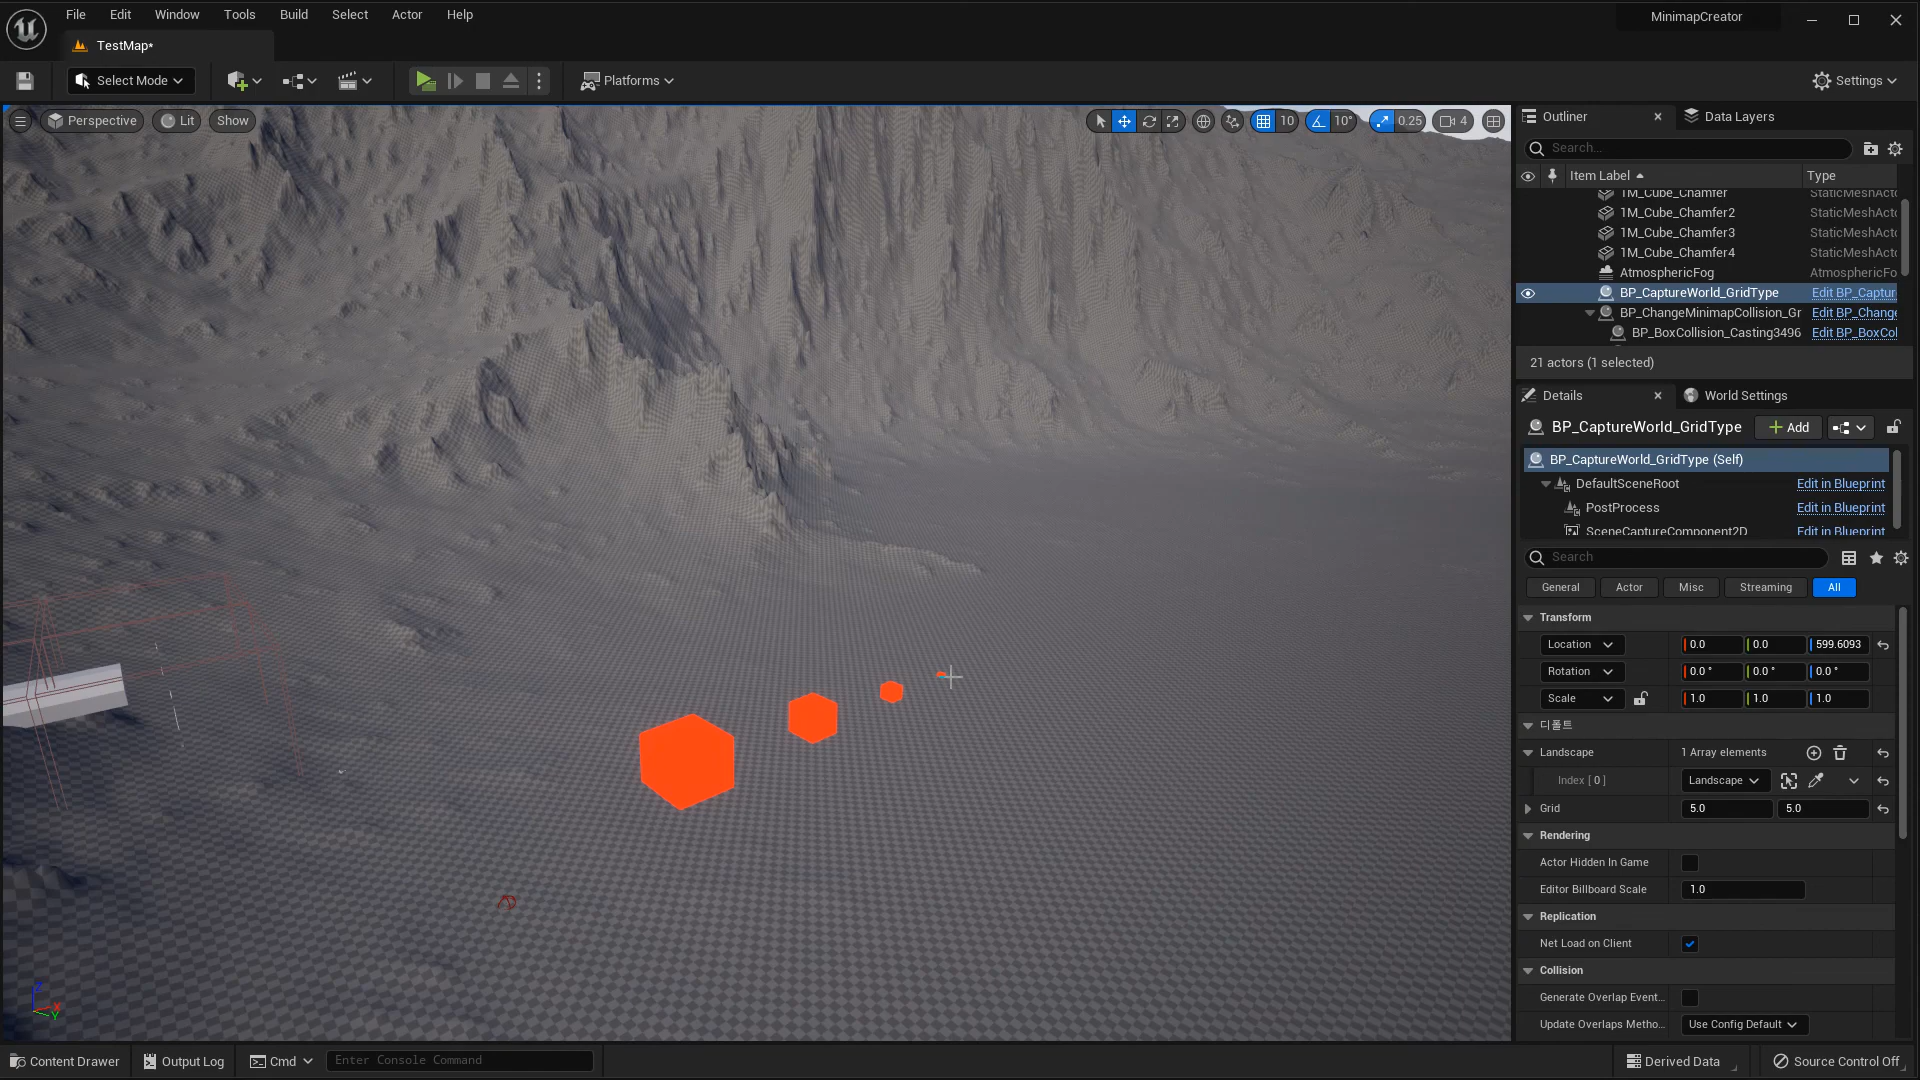 File Edit Window Tools Build Select Actor Help
MinimapCreator
TestMap*
Select Mode
Platforms
Settings
Perspective Lit Show
10 10° 0.25 4
Outliner Data Layers
Search...
Item Label Type
1M_Cube_Chamfer StaticMeshActo
1M_Cube_Chamfer2 StaticMeshActo
1M_Cube_Chamfer3 StaticMeshActo
1M_Cube_Chamfer4 StaticMeshActo
AtmosphericFog AtmosphericFo
BP_CaptureWorld_GridType Edit BP_Captur
BP_ChangeMinimapCollision_Gr Edit BP_Change
BP_BoxCollision_Casting3496 Edit BP_BoxCol
21 actors (1 selected)
Details World Settings
BP_CaptureWorld_GridType Add
BP_CaptureWorld_GridType (Self)
DefaultSceneRoot Edit in Blueprint
PostProcess Edit in Blueprint
SceneCaptureComponent2D Edit in Blueprint
Search
General Actor Misc Streaming All
Transform
Location 0.0 0.0 599.6093
Rotation 0.0 ° 0.0 ° 0.0 °
Scale 1.0 1.0 1.0
디폴트
Landscape 1 Array elements
Index [ 0 ] Landscape
Grid 5.0 5.0
Rendering
Actor Hidden In Game
Editor Billboard Scale 1.0
Replication
Net Load on Client
Collision
Generate Overlap Event...
Update Overlaps Metho... Use Config Default
Z
X
Y
Content Drawer Output Log Cmd Enter Console Command Derived Data Source Control Off